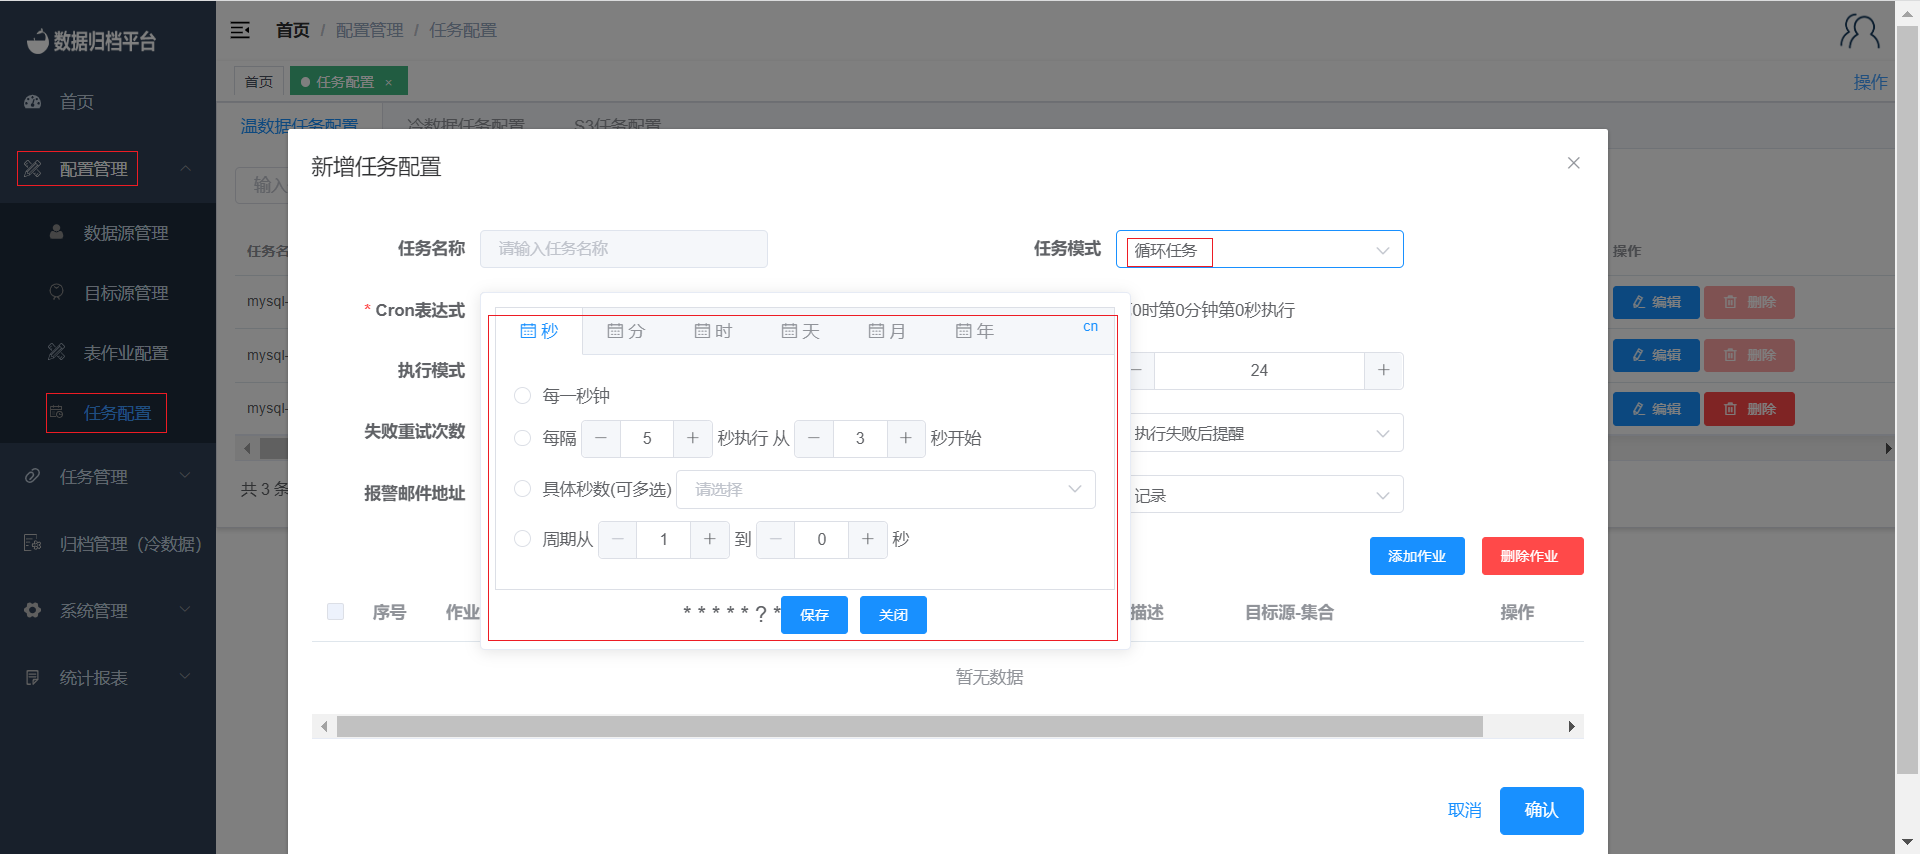 数据归档平台
首页 / 配置管理 / 任务配置
首页 任务配置 × 操作
首页
配置管理
数据源管理
目标源管理
表作业配置
任务配置
任务管理
归档管理（冷数据）
系统管理
统计报表
温数据任务配置 冷数据任务配置 S3任务配置
输入
任务名 操作
mysql- 编辑 删除
mysql- 编辑 删除
mysql- 编辑 删除
共 3 条
新增任务配置
任务名称 请输入任务名称 任务模式 循环任务
* Cron表达式 0时第0分钟第0秒执行
执行模式 24
失败重试次数 执行失败后提醒
报警邮件地址 记录
秒 分 时 天 月 年 cn
每一秒钟
每隔 5 秒执行 从 3 秒开始
具体秒数(可多选) 请选择
周期从 1 到 0 秒
* * * * * ? * 保存 关闭
添加作业 删除作业
序号 作业 描述 目标源-集合 操作
暂无数据
取消 确认